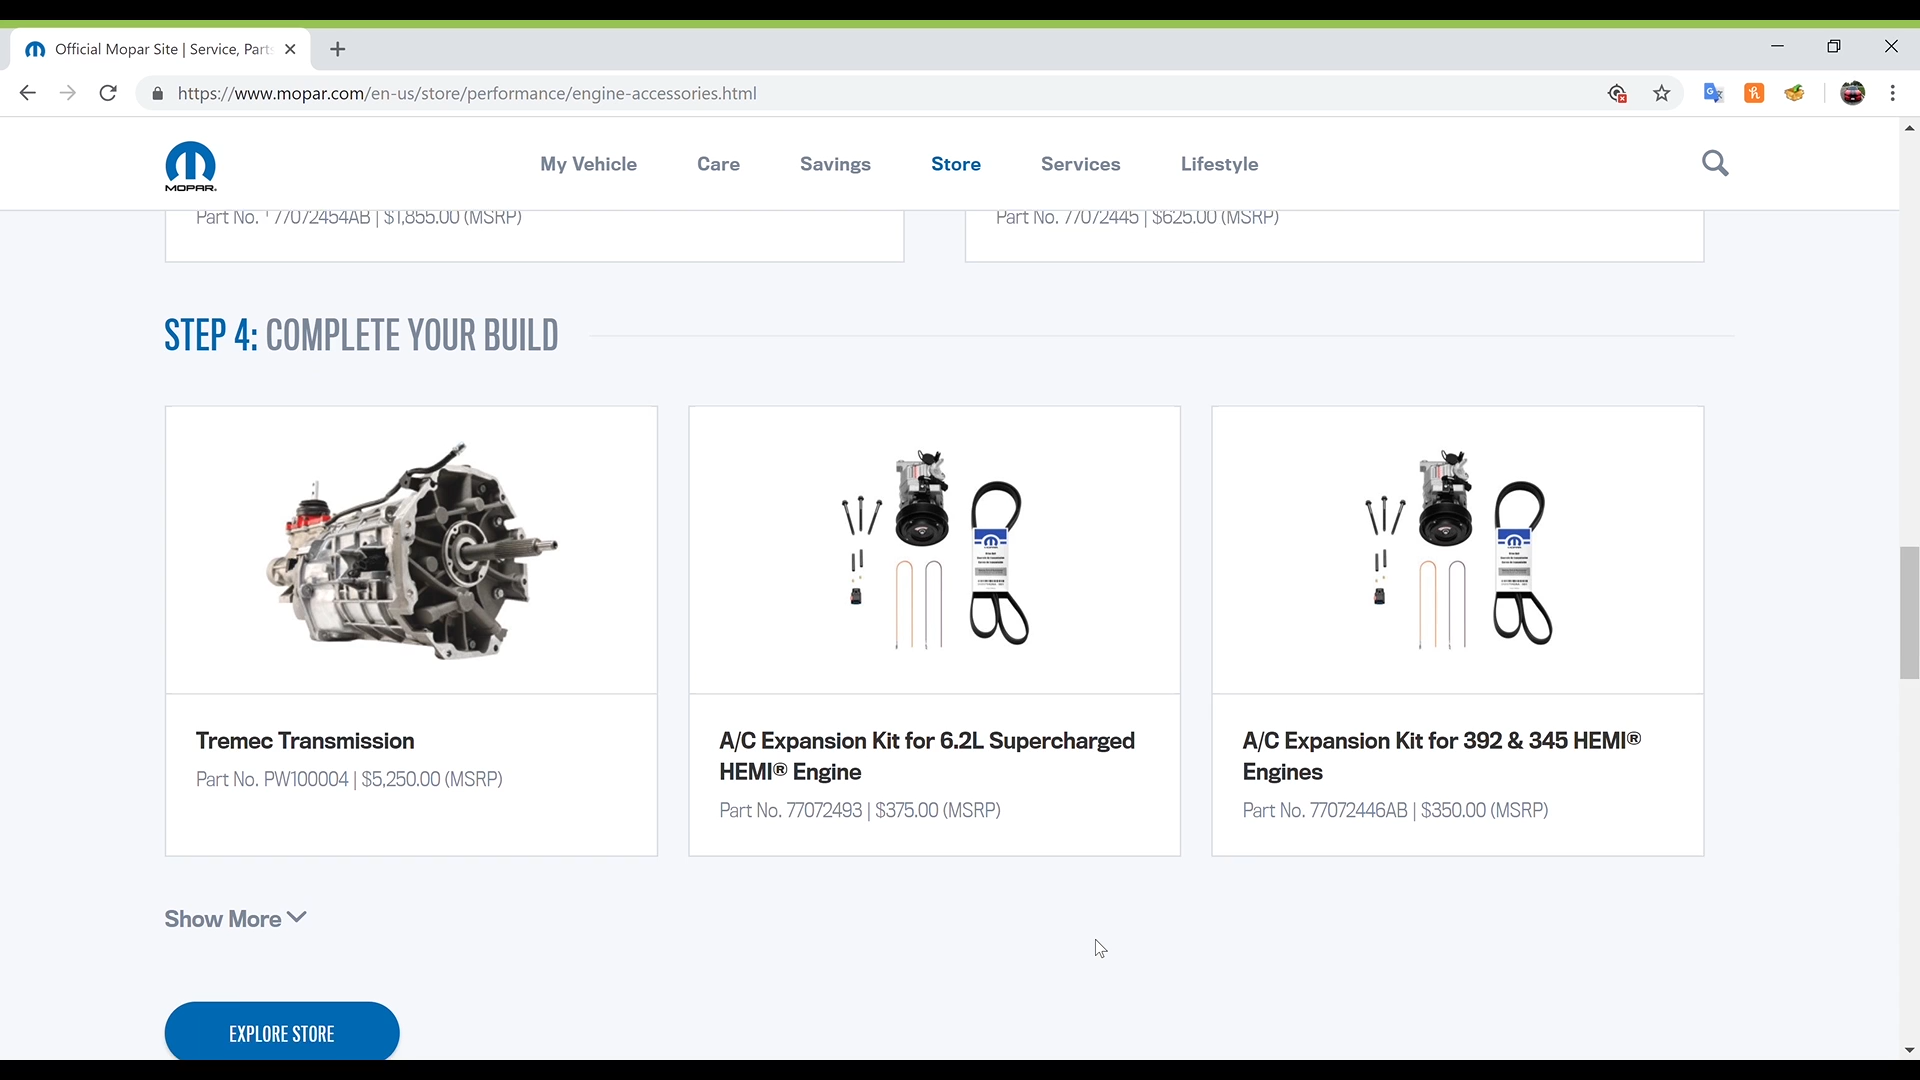 Official Mopar Site | Service, Parts
https://www.mopar.com/en-us/store/performance/engine-accessories.html
MOPAR.
My Vehicle
Care
Savings
Store
Services
Lifestyle
Part No. 77072454AB | $1,855.00 (MSRP)
Part No. 77072445 | $625.00 (MSRP)
STEP 4: COMPLETE YOUR BUILD
MOPAR
MOPAR
Tremec Transmission
Part No. PW100004 | $5,250.00 (MSRP)
A/C Expansion Kit for 6.2L Supercharged
HEMI® Engine
Part No. 77072493 | $375.00 (MSRP)
A/C Expansion Kit for 392 & 345 HEMI®
Engines
Part No. 77072446AB | $350.00 (MSRP)
Show More
EXPLORE STORE